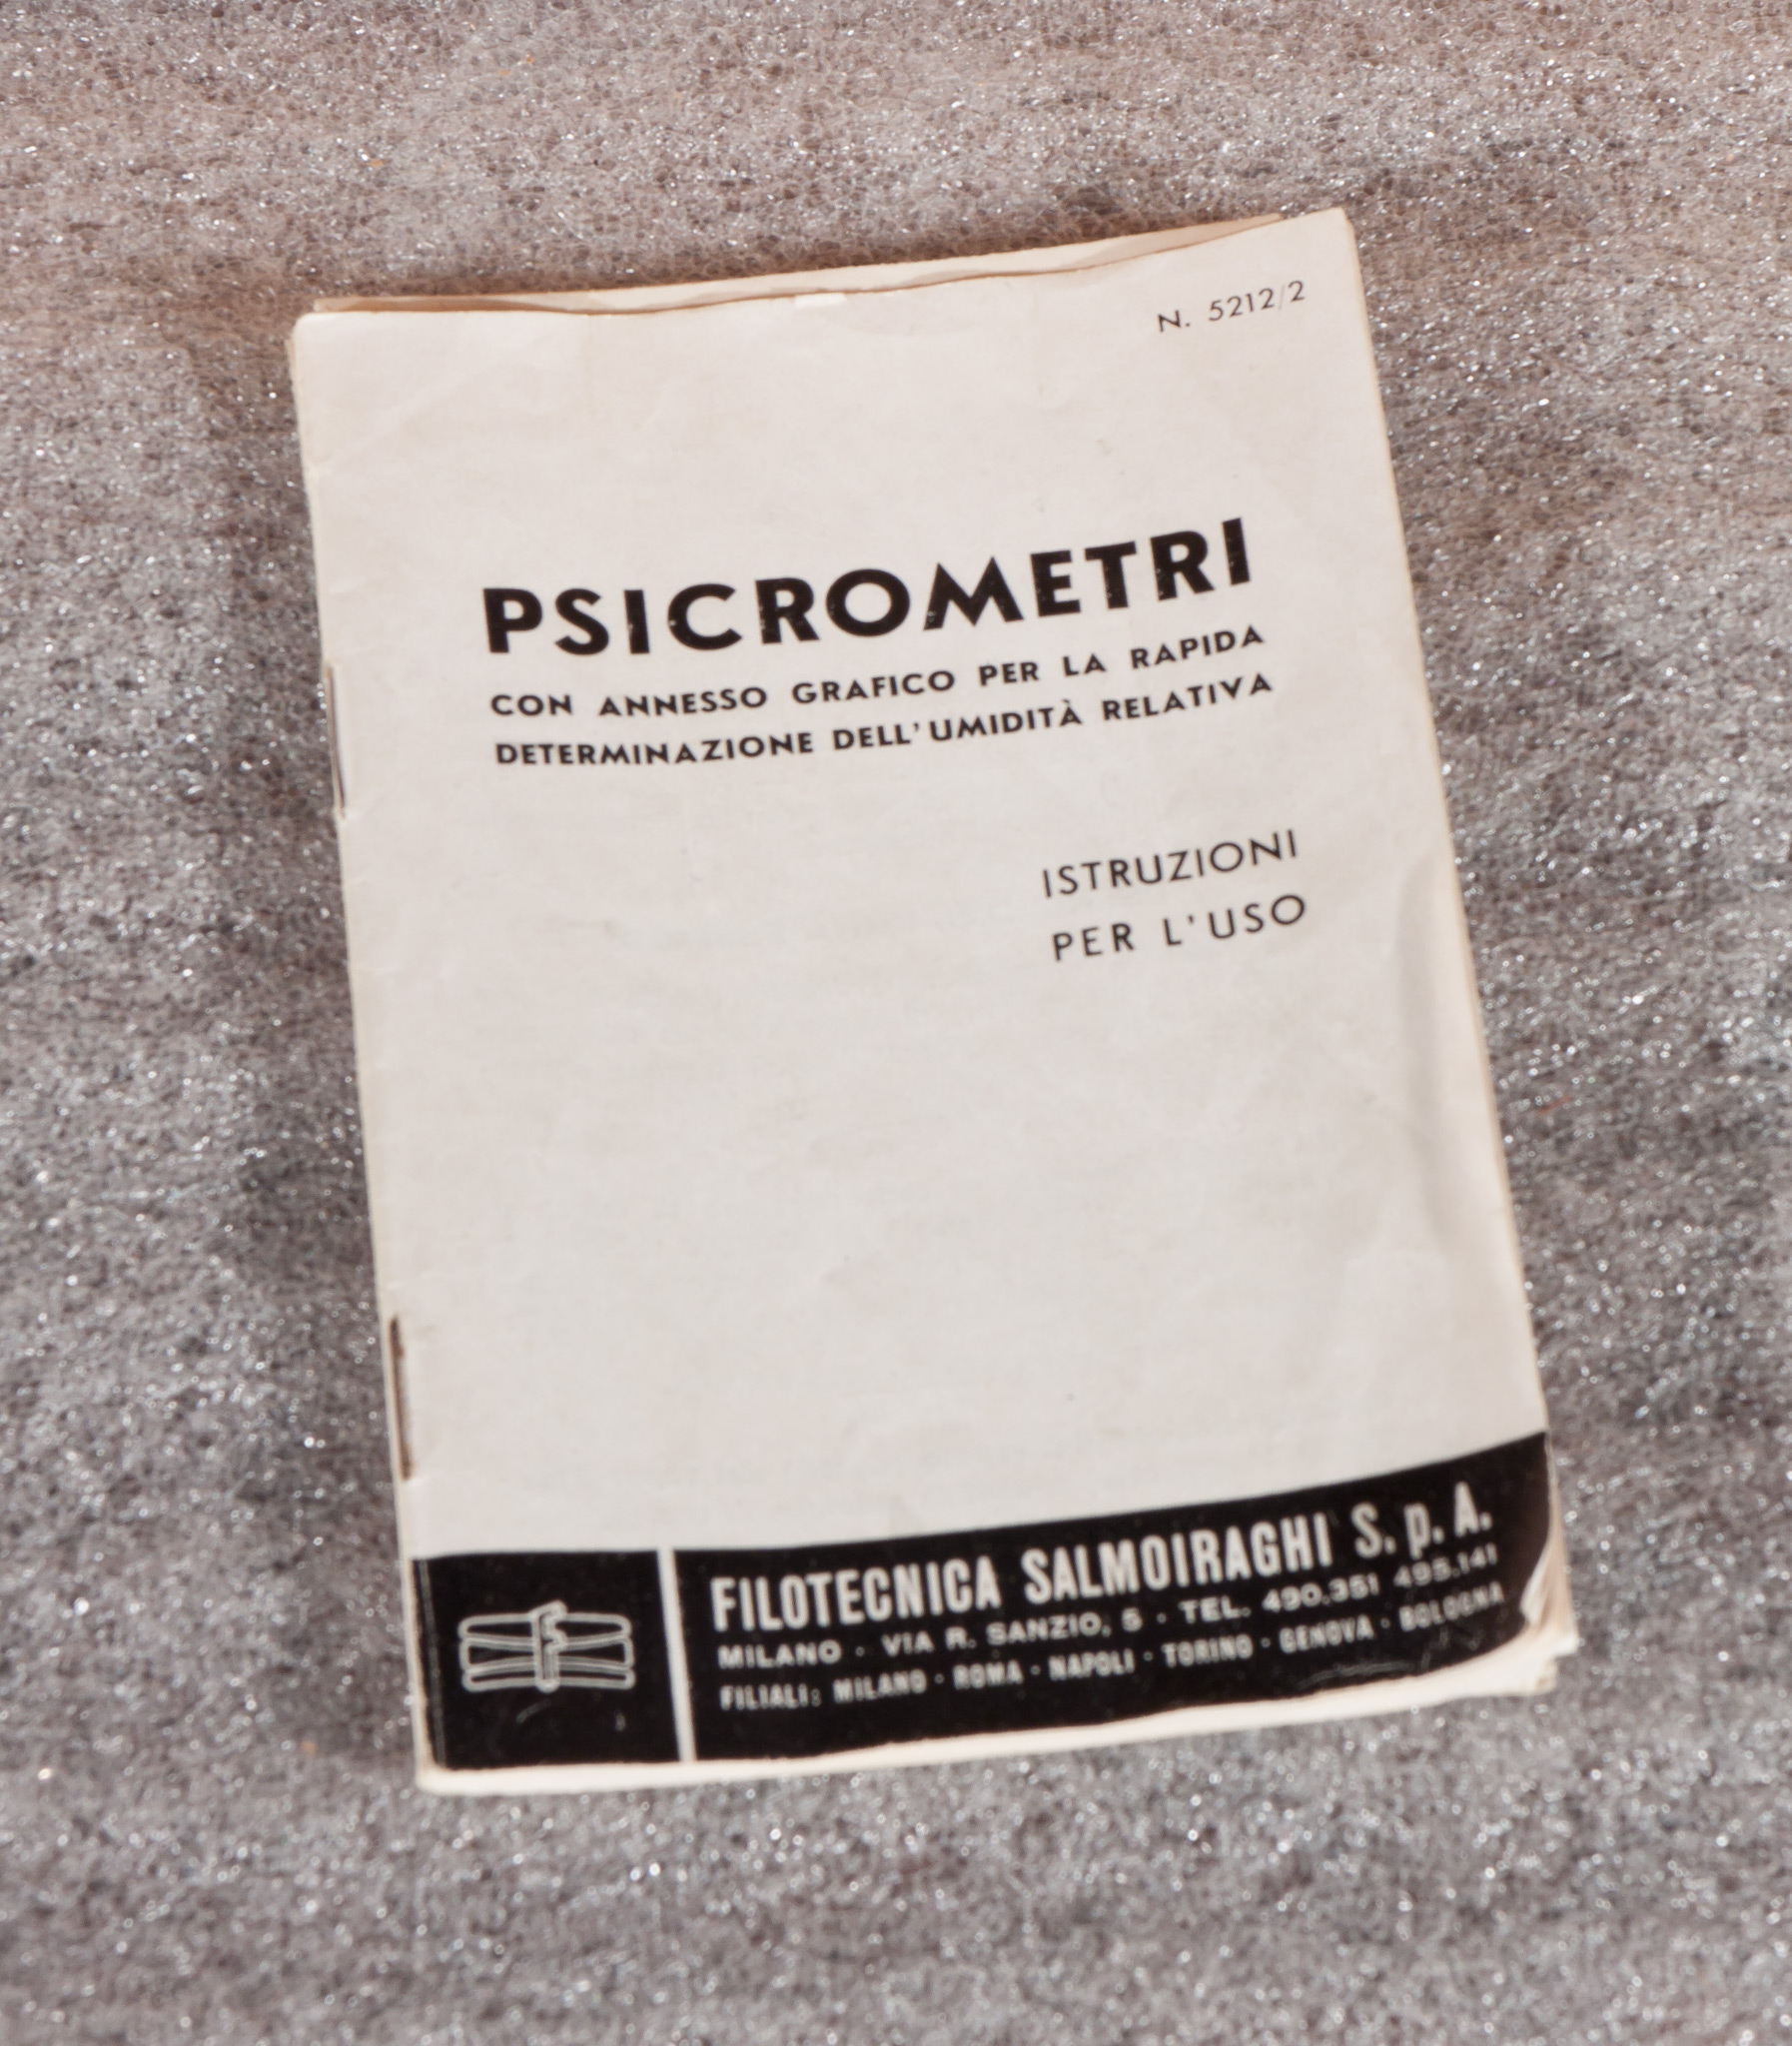 N. 5212/2
PSICROMETRI
CON ANNESSO GRAFICO PER LA RAPIDA
DETERMINAZIONE DELL'UMIDITÀ RELATIVA
ISTRUZIONI
PER L'USO
FILOTECNICA SALMOIRAGHI S. p. A.
MILANO · VIA R. SANZIO, 5 · TEL. 490.351 493.141
FILIALI: MILANO · ROMA · NAPOLI · TORINO · GENOVA · BOLOGNA